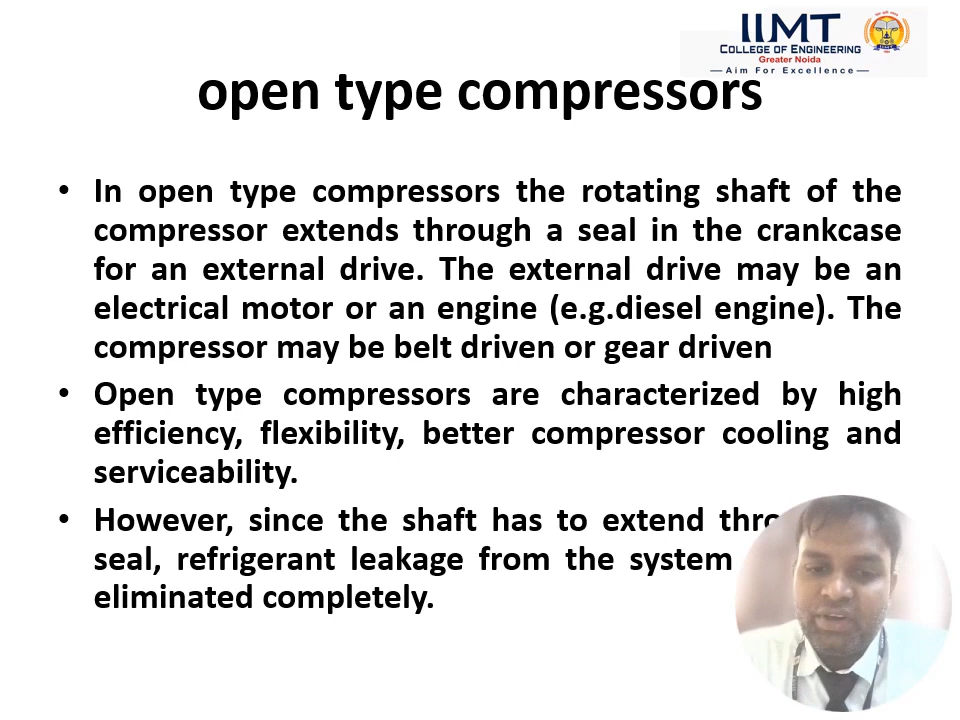 IIMT
COLLEGE OF ENGINEERING
Greater Noida
Aim For Excellence
open type compressors
• In open type compressors the rotating shaft of the
compressor extends through a seal in the crankcase
for an external drive. The external drive may be an
electrical motor or an engine (e.g.diesel engine). The
compressor may be belt driven or gear driven
• Open type compressors are characterized by high
efficiency, flexibility, better compressor cooling and
serviceability.
• However, since the shaft has to extend
seal, refrigerant leakage from the system
eliminated completely.